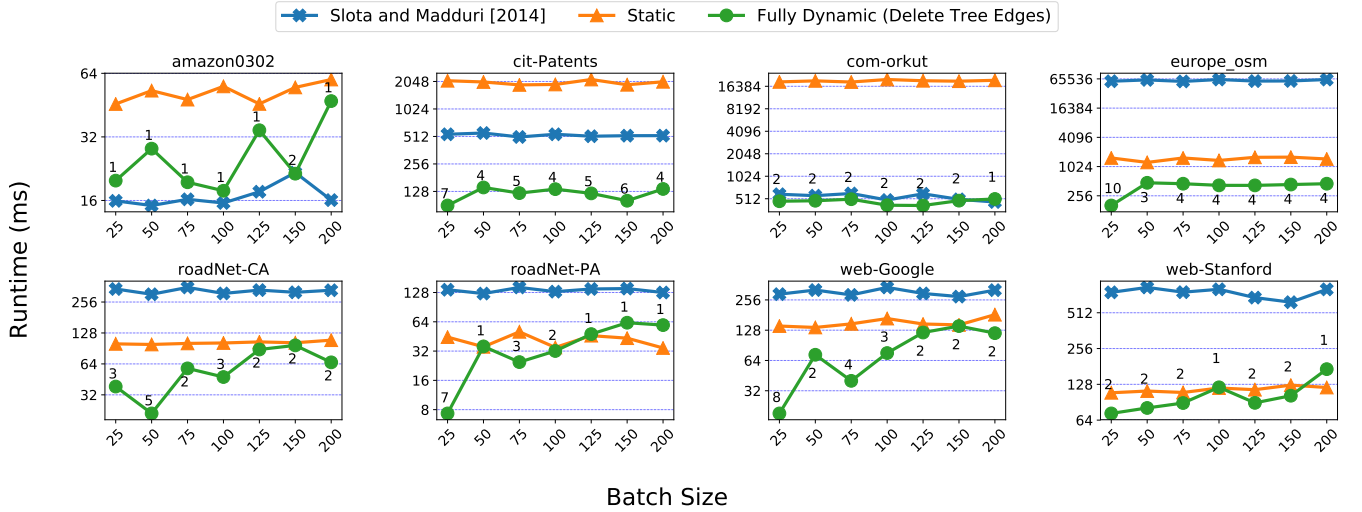 Slota and Madduri [2014] Static Fully Dynamic (Delete Tree Edges)
amazon0302 cit-Patents com-orkut europe_osm
64
32
16
1 1 1 1 1 2 1
25 50 75 100 125 150 200
2048
1024
512
256
128
7 4 5 4 5 6 4
25 50 75 100 125 150 200
16384
8192
4096
2048
1024
512
2 2 2 2 2 2 1
25 50 75 100 125 150 200
65536
16384
4096
1024
256
10 3 4 4 4 4 4
25 50 75 100 125 150 200
Runtime (ms)
roadNet-CA roadNet-PA web-Google web-Stanford
256
128
64
32
3 5 2 3 2 2 2
25 50 75 100 125 150 200
128
64
32
16
8
7 1 3 2 1 1 1
25 50 75 100 125 150 200
256
128
64
32
8 2 4 3 2 2 2
25 50 75 100 125 150 200
512
256
128
64
2 2 2 1 2 2 1
25 50 75 100 125 150 200
Batch Size